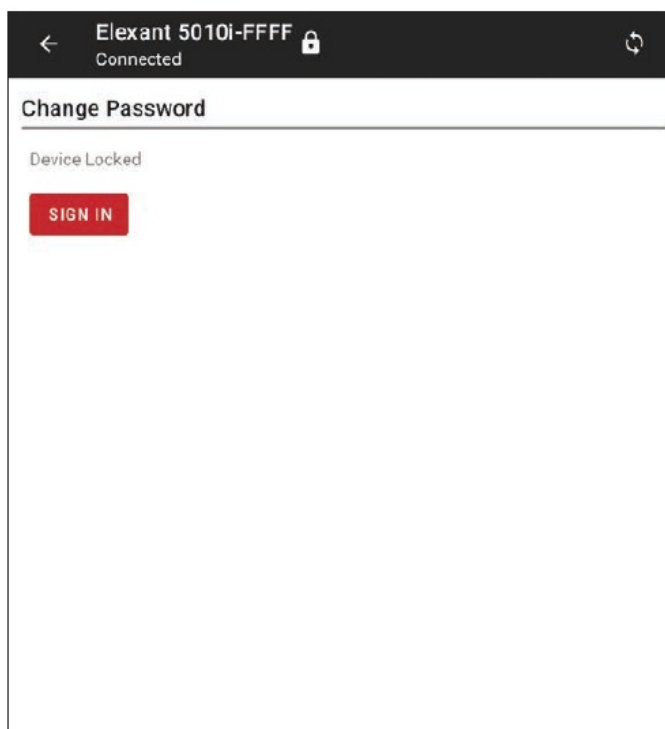 Elexant 5010i-FFFF
Connected
Change Password
Device Locked
SIGN IN